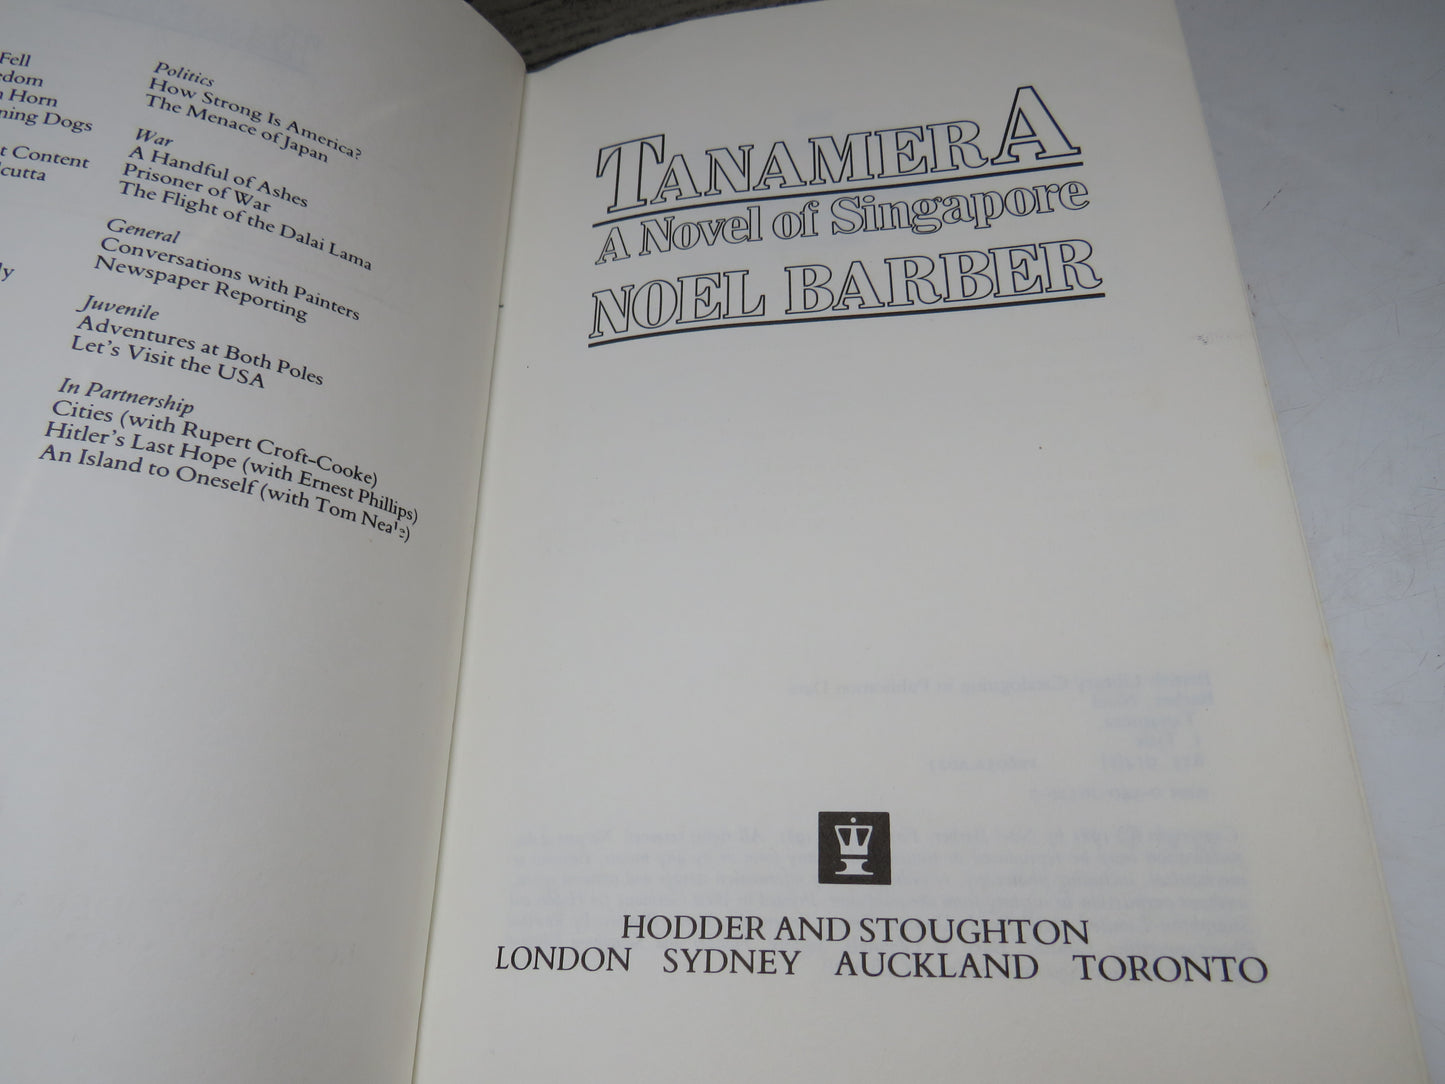 Fell
edom
n Horn
ning Dogs
t Content
cutta
ly
Politics
How Strong Is America?
The Menace of Japan
War
A Handful of Ashes
Prisoner of War
The Flight of the Dalai Lama
General
Conversations with Painters
Newspaper Reporting
Juvenile
Adventures at Both Poles
Let's Visit the USA
In Partnership
Cities (with Rupert Croft-Cooke)
Hitler's Last Hope (with Ernest Phillips)
An Island to Oneself (with Tom Neale)
TANAMERA
A Novel of Singapore
NOEL BARBER
HODDER AND STOUGHTON
LONDON SYDNEY AUCKLAND TORONTO